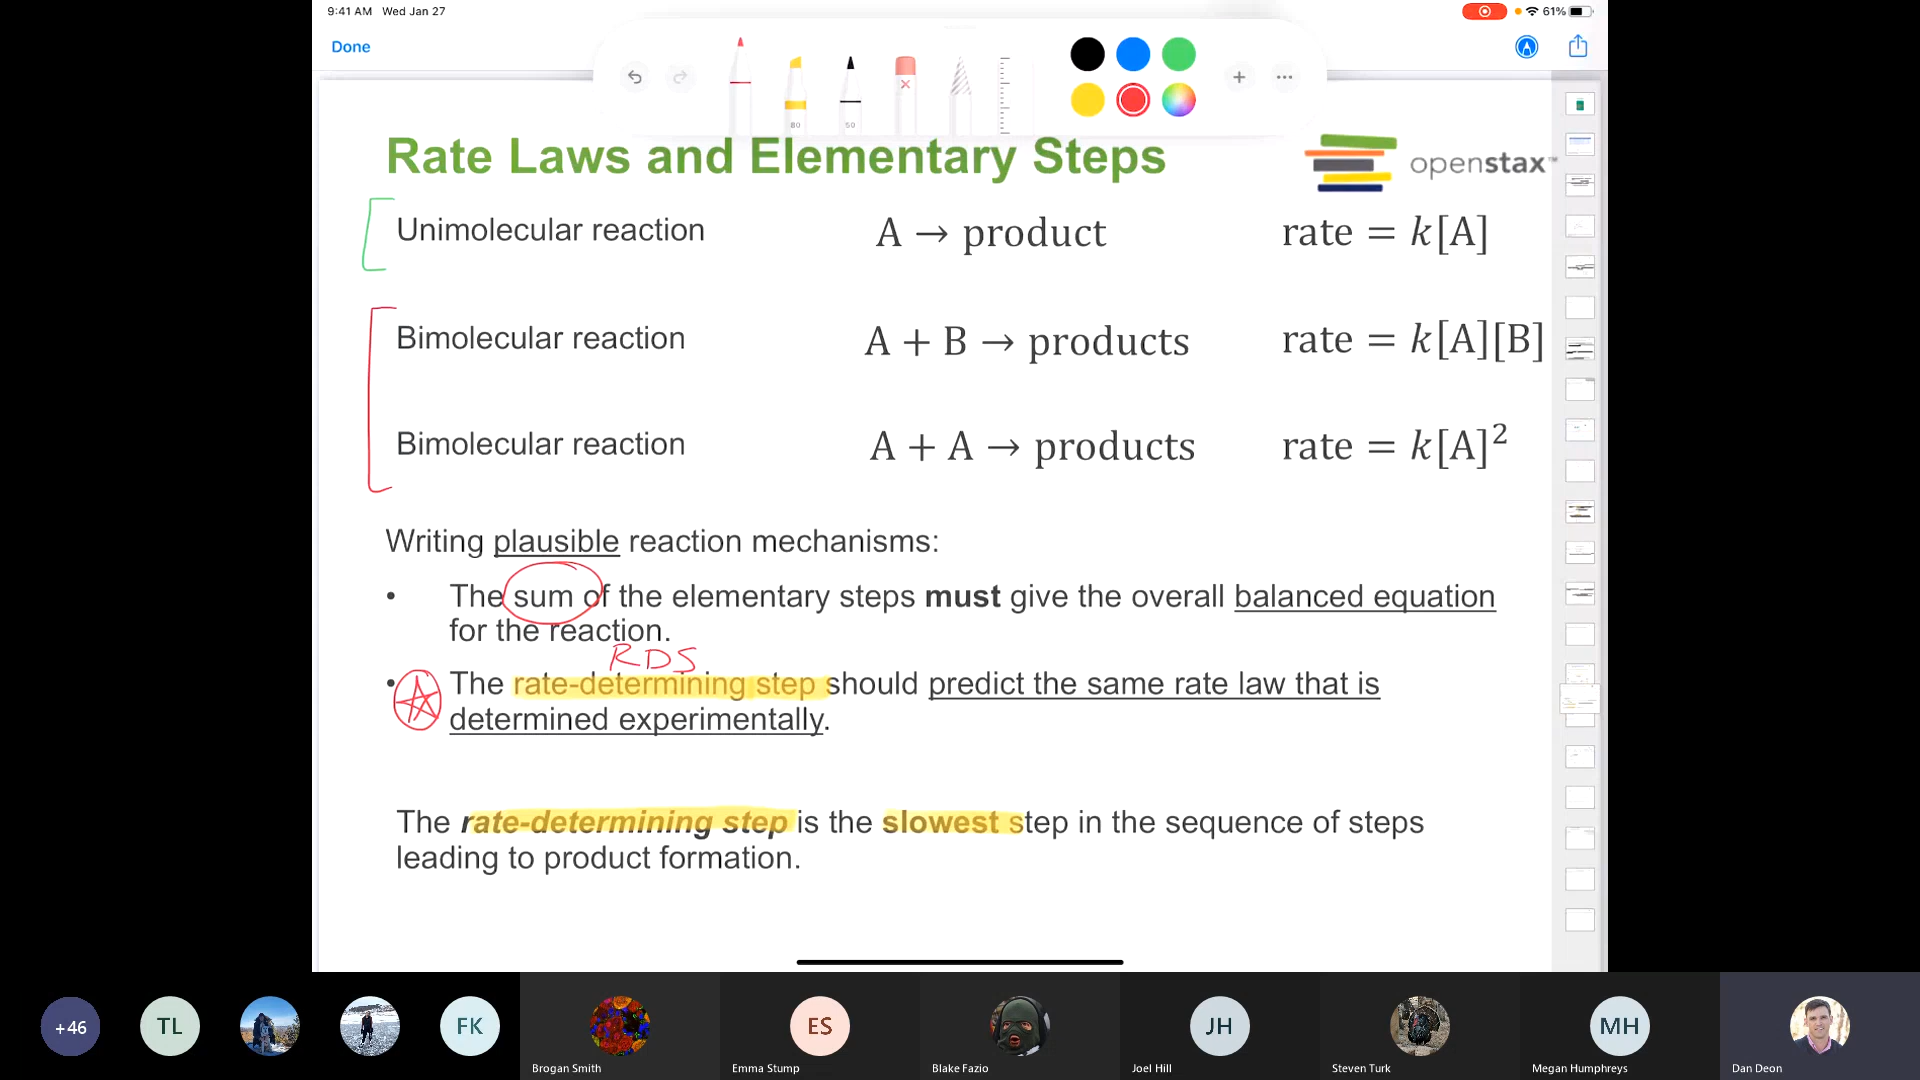 9:41 AM Wed Jan 27
61%
Done
80
50
Rate Laws and Elementary Steps
openstax™
Unimolecular reaction A → product rate = k[A]
Bimolecular reaction A + B → products rate = k[A][B]
Bimolecular reaction A + A → products rate = k[A]²
Writing plausible reaction mechanisms:
• The sum of the elementary steps must give the overall balanced equation
for the reaction.
RDS
• The rate-determining step should predict the same rate law that is
determined experimentally.
The rate-determining step is the slowest step in the sequence of steps
leading to product formation.
+46
TL
FK
ES
JH
MH
Brogan Smith
Emma Stump
Blake Fazio
Joel Hill
Steven Turk
Megan Humphreys
Dan Deon